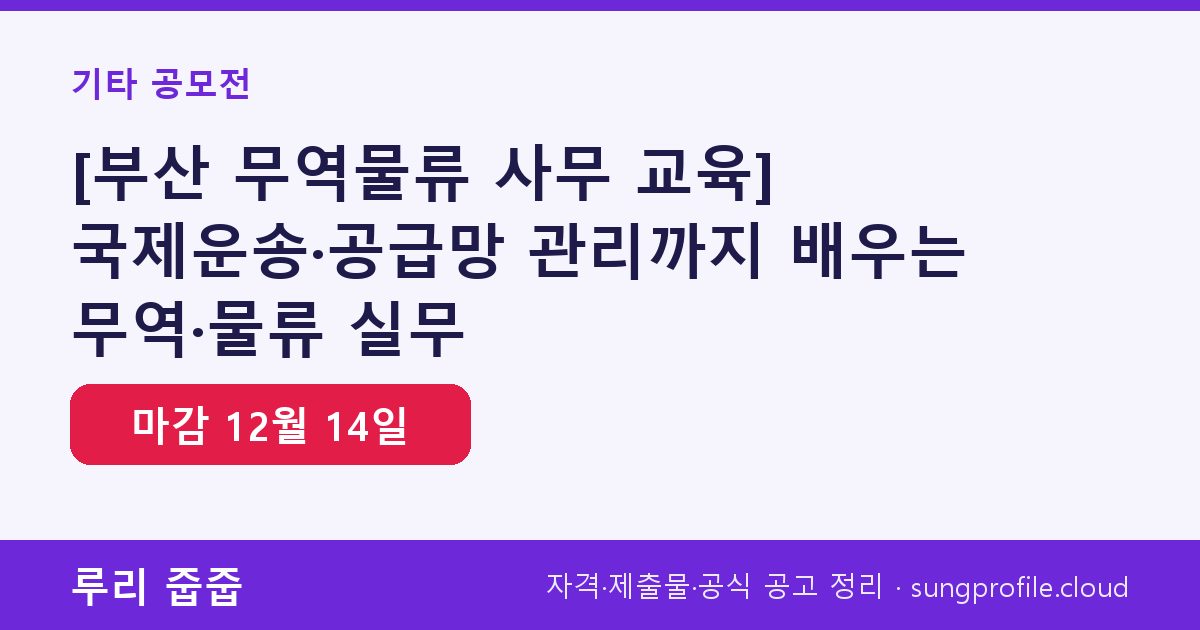 기타 공모전
[부산 무역물류 사무 교육]
국제운송·공급망 관리까지 배우는
무역·물류 실무
마감 12월 14일
루리 줍줍
자격·제출물·공식 공고 정리 · sungprofile.cloud